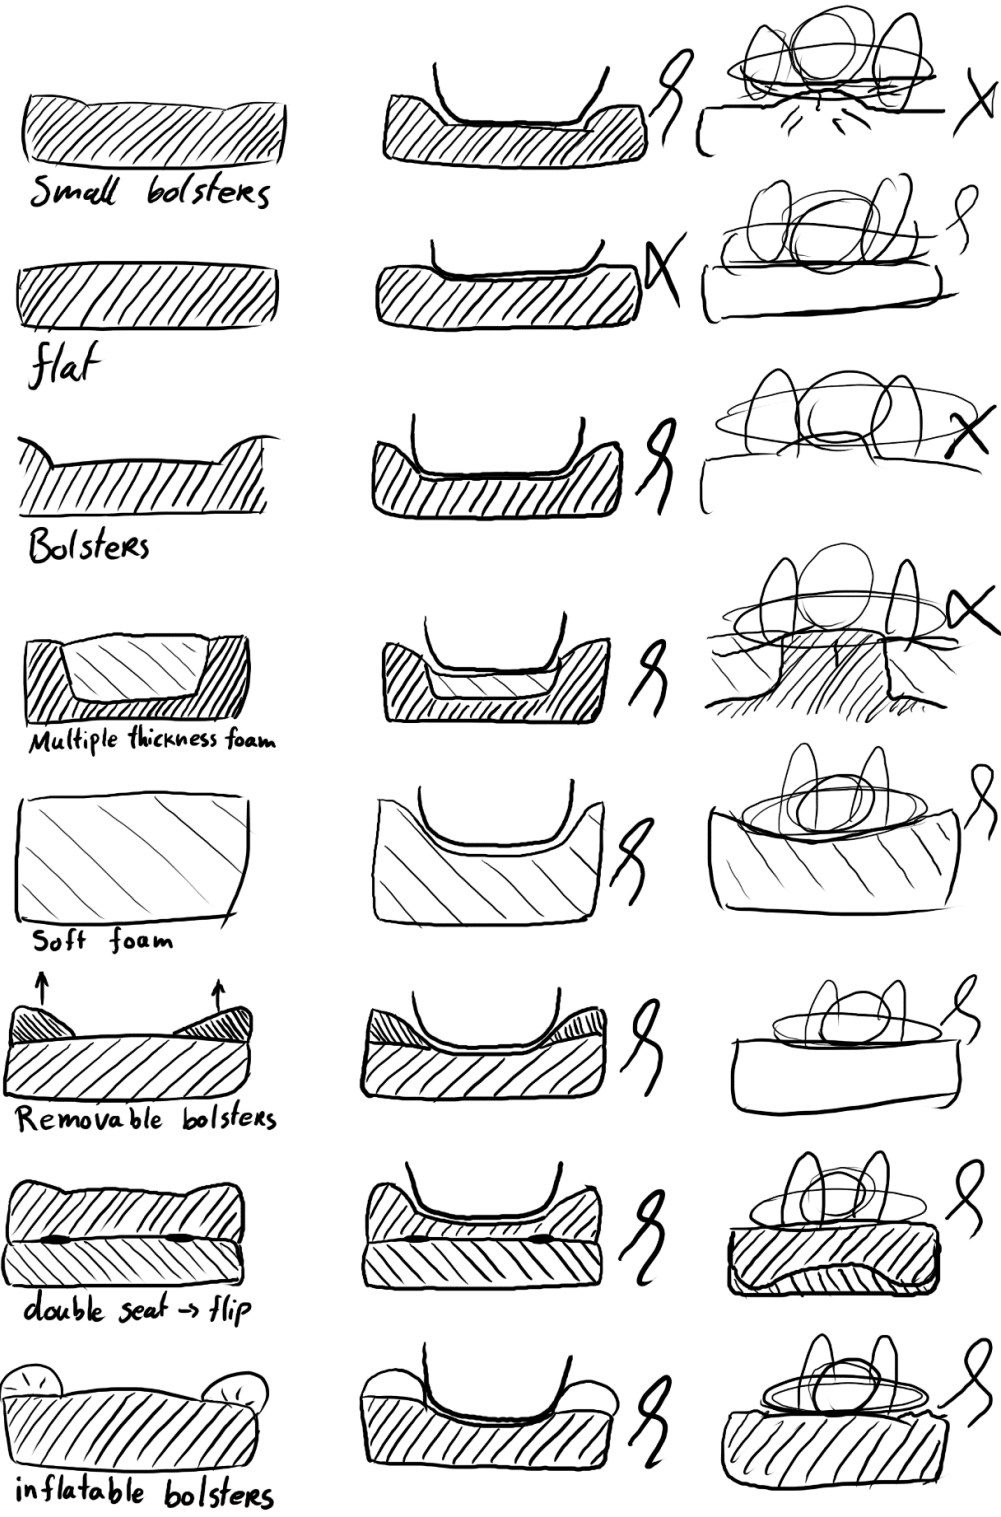 Small bolsters
flat
Bolsters
Multiple thickness foam
Soft foam
Removable bolsters
double seat → flip
inflatable bolsters